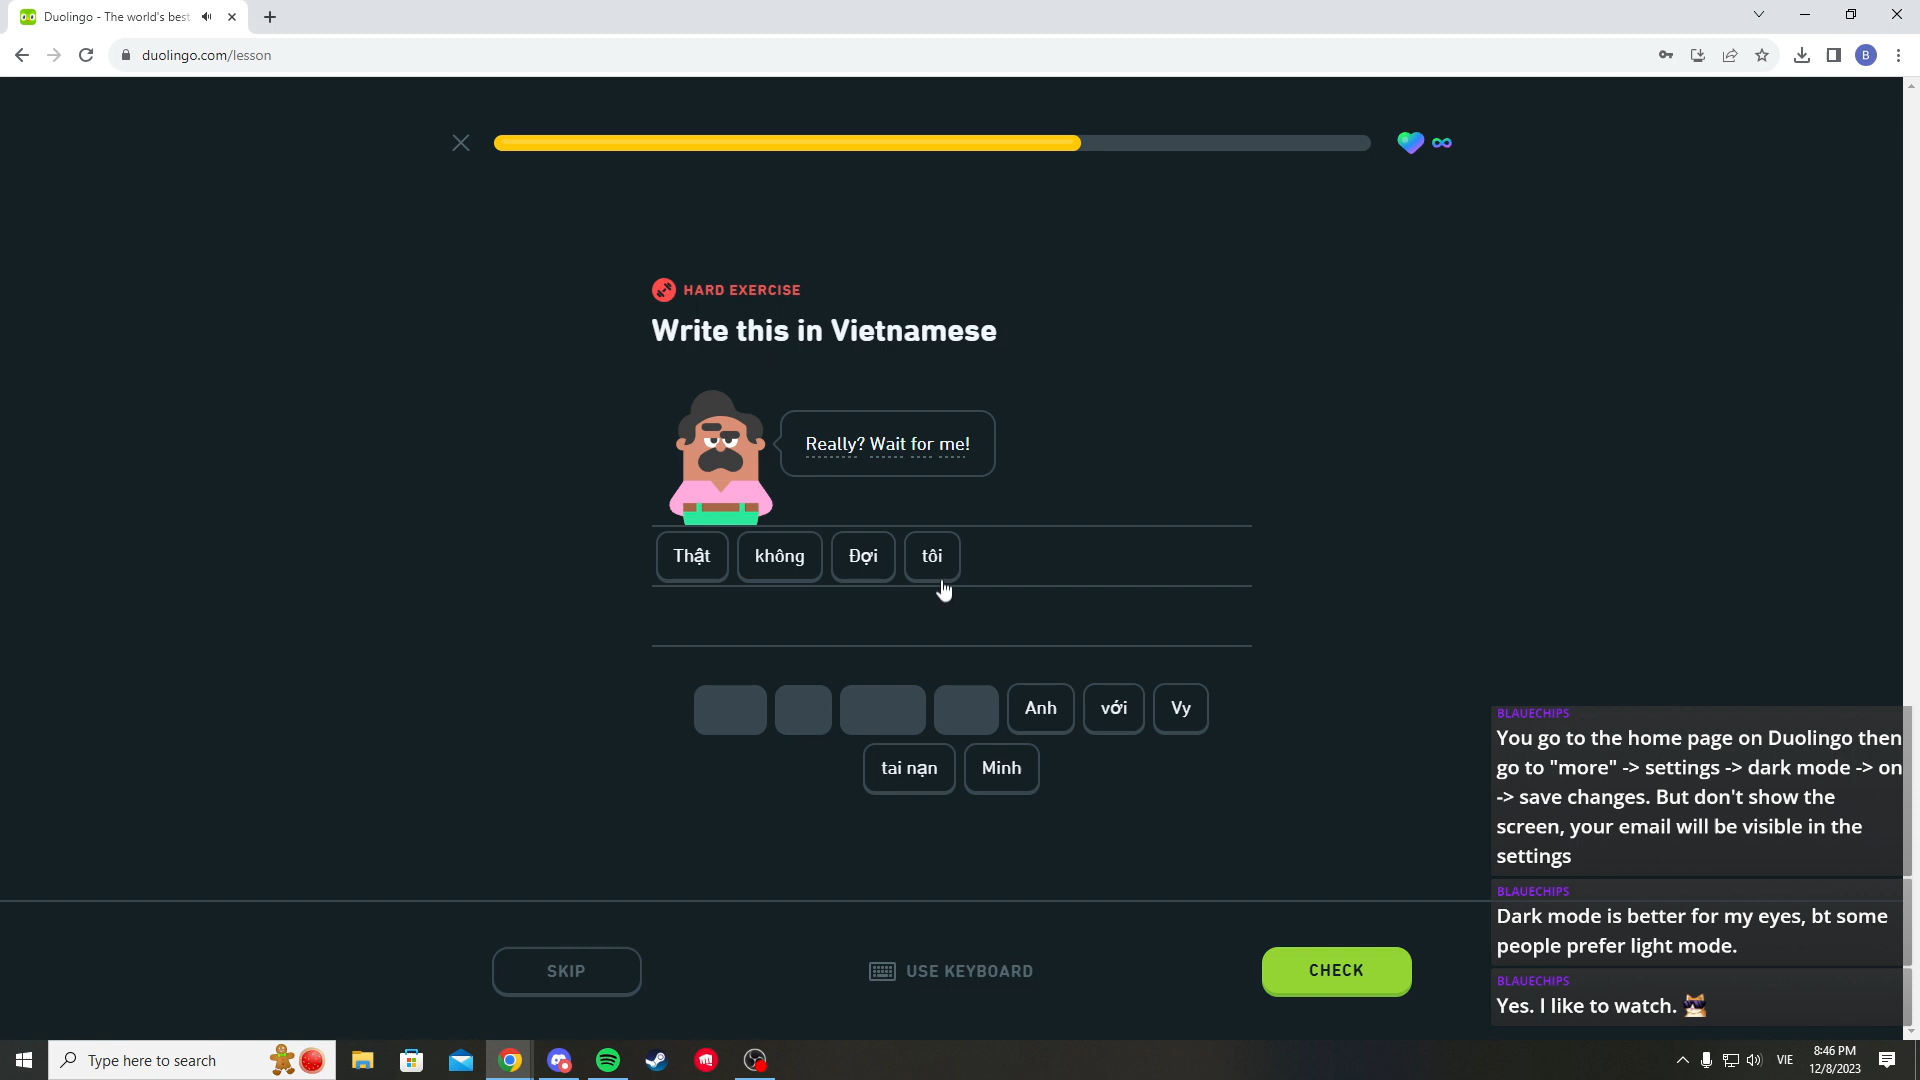 Duolingo - The world's best
duolingo.com/lesson
B
HARD EXERCISE
Write this in Vietnamese
Really? Wait for me!
Thật không Đợi tôi
Anh với Vy
tai nạn Minh
SKIP
USE KEYBOARD
CHECK
BLAUECHIPS
You go to the home page on Duolingo then
go to "more" -> settings -> dark mode -> on
-> save changes. But don't show the
screen, your email will be visible in the
settings
BLAUECHIPS
Dark mode is better for my eyes, bt some
people prefer light mode.
BLAUECHIPS
Yes. I like to watch.
Type here to search
VIE
8:46 PM
12/8/2023